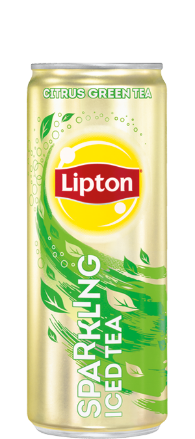 CITRUS GREEN TEA
Lipton
SPARKLING
ICED TEA